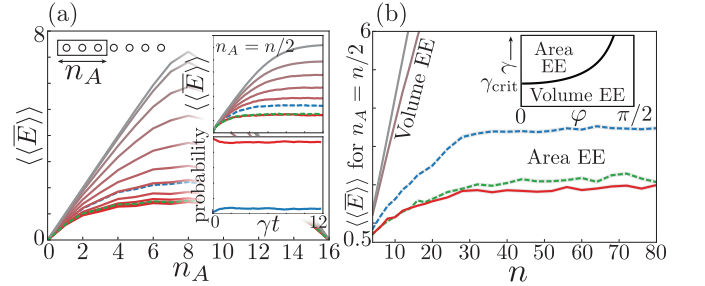 (a)
8
n_A
⟨⟨E̅⟩⟩
0
0 2 4 6 8 10 14 16
n_A
n_A = n/2
⟨⟨E̅⟩⟩
probability
0 γt 12
(b)
6
⟨⟨E̅⟩⟩ for n_A = n/2
0.5
Volume EE
Area EE
10 20 30 40 50 60 70 80
n
γ
γ_crit
Area
EE
Volume EE
0 φ π/2